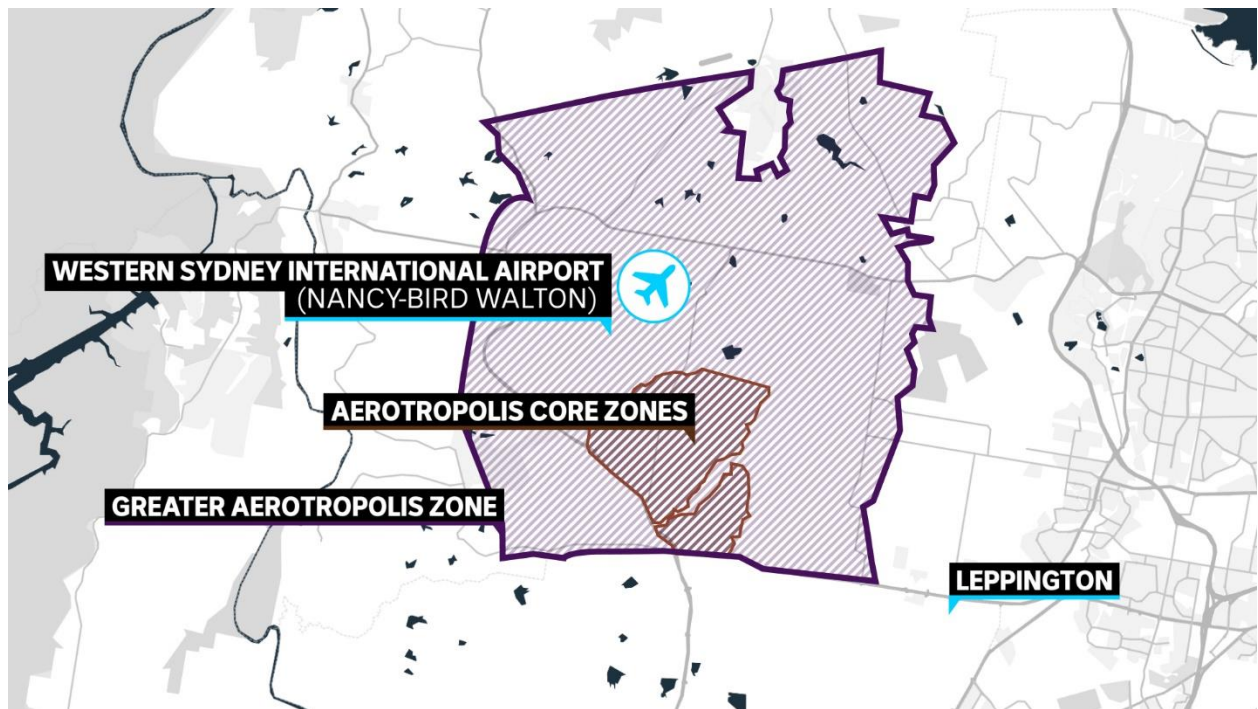 WESTERN SYDNEY INTERNATIONAL AIRPORT
(NANCY-BIRD WALTON)
AEROTROPOLIS CORE ZONES
GREATER AEROTROPOLIS ZONE
LEPPINGTON